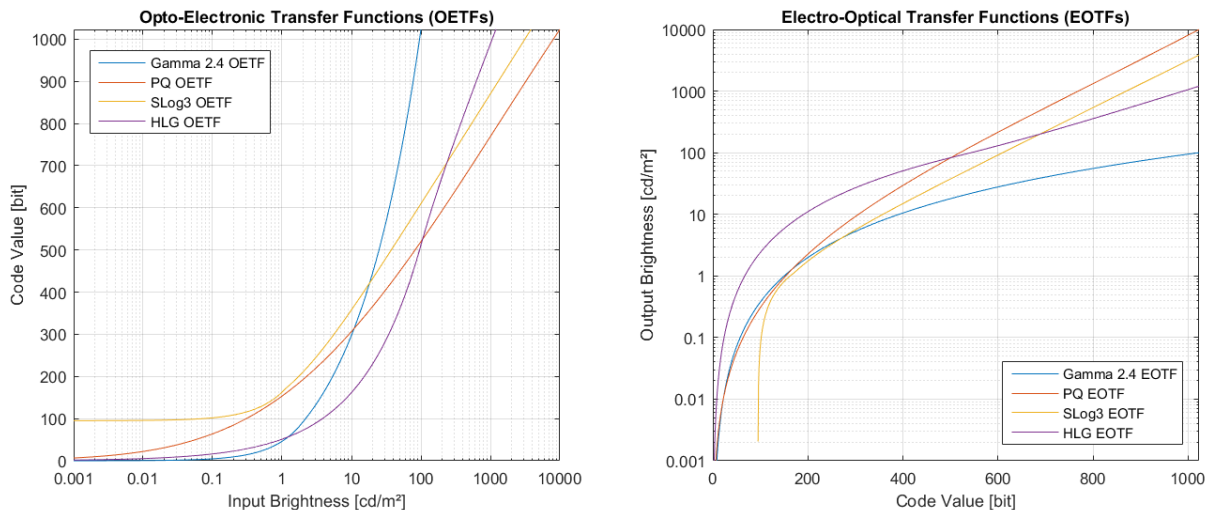 Opto-Electronic Transfer Functions (OETFs)
1000
900
800
700
600
500
400
300
200
100
0
Code Value [bit]
Gamma 2.4 OETF
PQ OETF
SLog3 OETF
HLG OETF
0.001 0.01 0.1 1 10 100 1000 10000
Input Brightness [cd/m²]
Electro-Optical Transfer Functions (EOTFs)
10000
1000
100
10
1
0.1
0.01
0.001
Output Brightness [cd/m²]
Gamma 2.4 EOTF
PQ EOTF
SLog3 EOTF
HLG EOTF
0 200 400 600 800 1000
Code Value [bit]